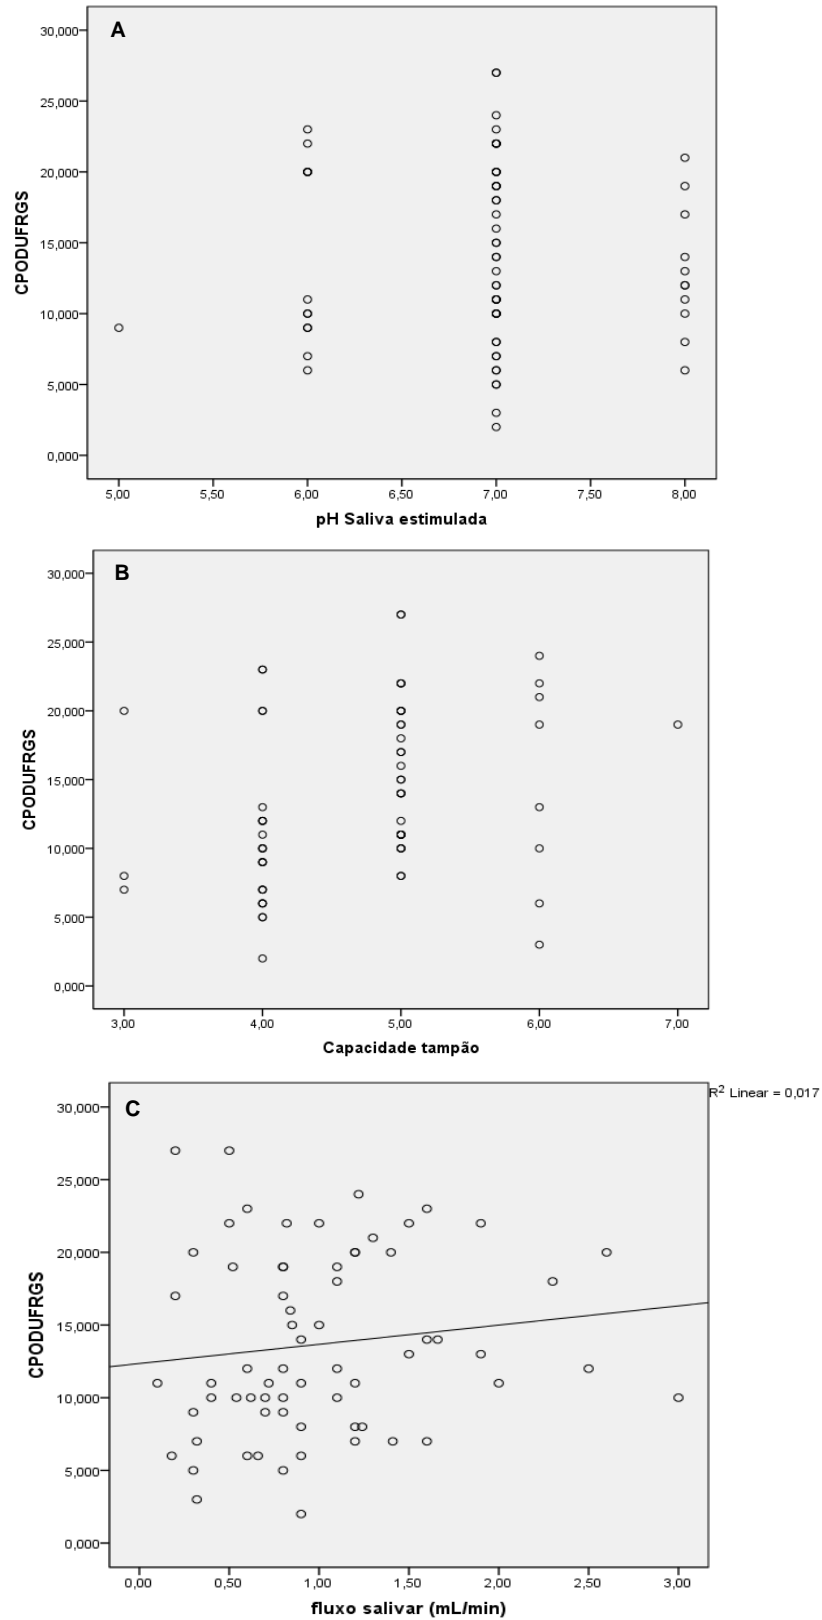 A
30,000
25,000
20,000
15,000
10,000
5,000
0,000
CPODUFRGS
5,00 5,50 6,00 6,50 7,00 7,50 8,00
pH Saliva estimulada
B
30,000
25,000
20,000
15,000
10,000
5,000
0,000
CPODUFRGS
3,00 4,00 5,00 6,00 7,00
Capacidade tampão
C
R² Linear = 0,017
30,000
25,000
20,000
15,000
10,000
5,000
0,000
CPODUFRGS
0,00 0,50 1,00 1,50 2,00 2,50 3,00
fluxo salivar (mL/min)